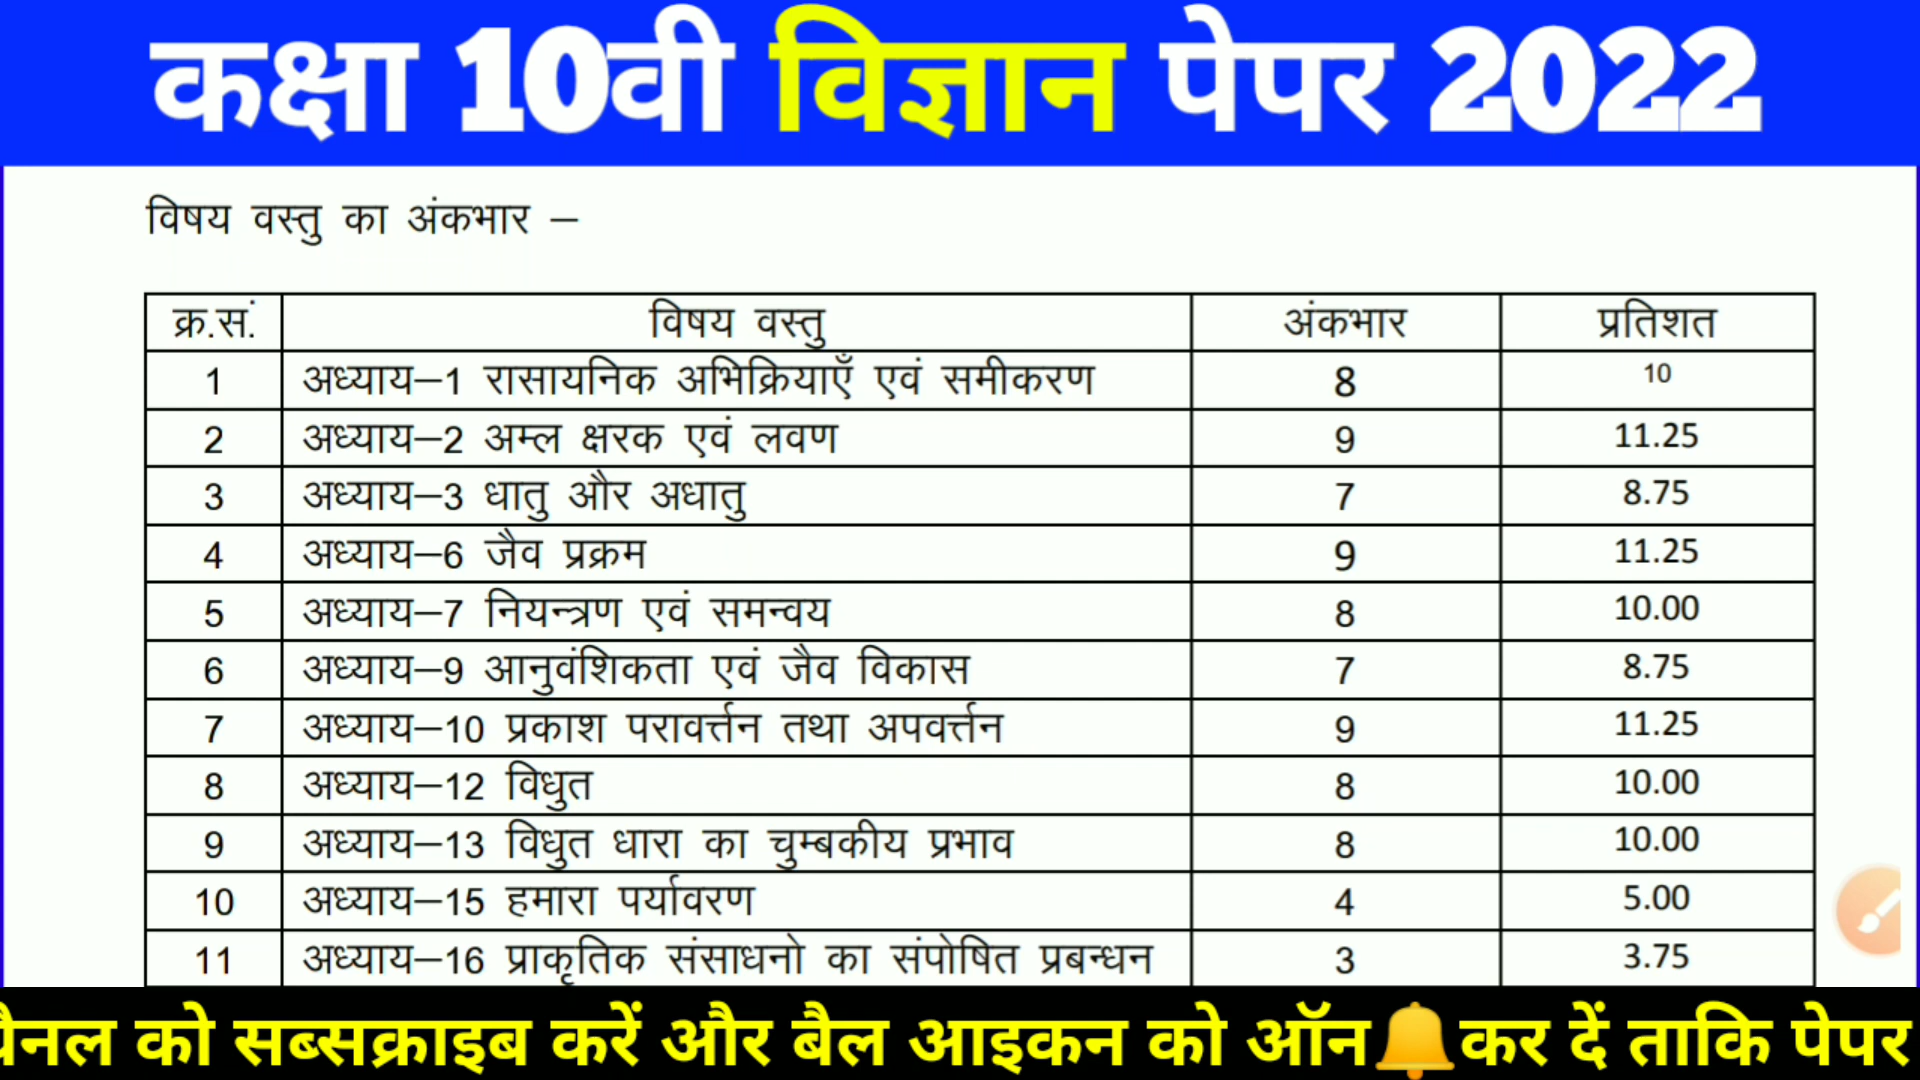 कक्षा 10वी विज्ञान पेपर 2022
विषय वस्तु का अंकभार –
क्र.सं. विषय वस्तु अंकभार प्रतिशत
1 अध्याय–1 रासायनिक अभिक्रियाएँ एवं समीकरण 8 10
2 अध्याय–2 अम्ल क्षरक एवं लवण 9 11.25
3 अध्याय–3 धातु और अधातु 7 8.75
4 अध्याय–6 जैव प्रक्रम 9 11.25
5 अध्याय–7 नियन्त्रण एवं समन्वय 8 10.00
6 अध्याय–9 आनुवंशिकता एवं जैव विकास 7 8.75
7 अध्याय–10 प्रकाश परावर्त्तन तथा अपवर्त्तन 9 11.25
8 अध्याय–12 विधुत 8 10.00
9 अध्याय–13 विधुत धारा का चुम्बकीय प्रभाव 8 10.00
10 अध्याय–15 हमारा पर्यावरण 4 5.00
11 अध्याय–16 प्राकृतिक संसाधनो का संपोषित प्रबन्धन 3 3.75
को सब्सक्राइब करें और बैल आइकन को ऑन🔔कर दें ताकि पेपर